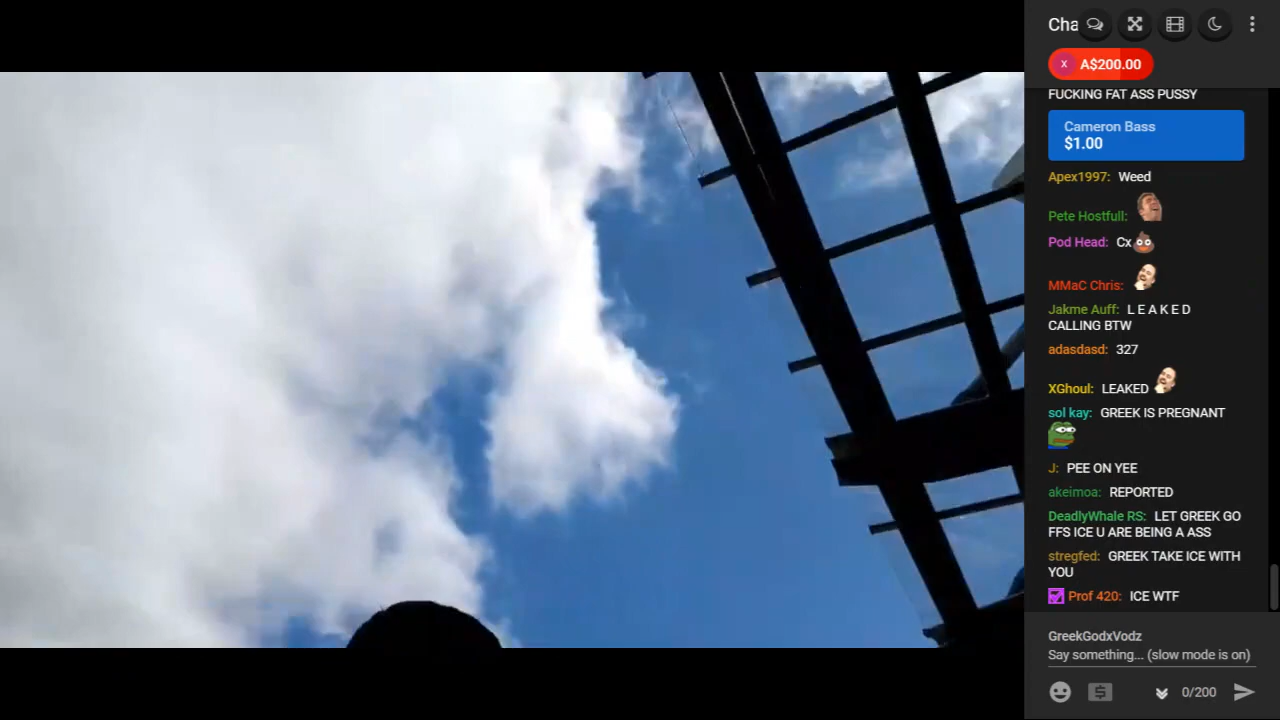 Cha
x A$200.00
FUCKING FAT ASS PUSSY
Cameron Bass
$1.00
Apex1997: Weed
Pete Hostfull:
Pod Head: Cx
MMaC Chris:
Jakme Auff: L E A K E D
CALLING BTW
adasdasd: 327
XGhoul: LEAKED
sol kay: GREEK IS PREGNANT
J: PEE ON YEE
akeimoa: REPORTED
DeadlyWhale RS: LET GREEK GO
FFS ICE U ARE BEING A ASS
stregfed: GREEK TAKE ICE WITH
YOU
Prof 420: ICE WTF
GreekGodxVodz
Say something... (slow mode is on)
0/200